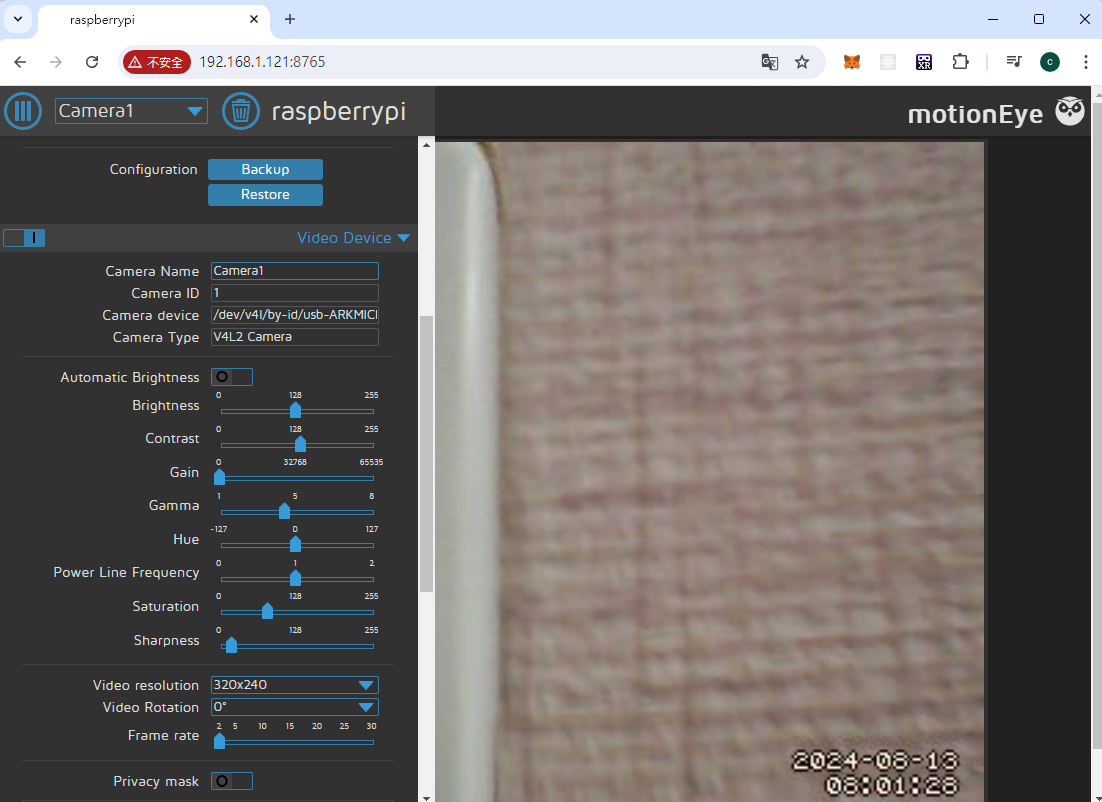 raspberrypi
不安全
192.168.1.121:8765
Camera1
raspberrypi
motionEye
Configuration
Backup
Restore
Video Device
Camera Name Camera1
Camera ID 1
Camera device /dev/v4l/by-id/usb-ARKMICI
Camera Type V4L2 Camera
Automatic Brightness
0 128 255
Brightness
0 128 255
Contrast
0 32768 65535
Gain
1 5 8
Gamma
-127 0 127
Hue
0 1 2
Power Line Frequency
0 128 255
Saturation
0 128 255
Sharpness
Video resolution 320x240
Video Rotation 0°
2 5 10 15 20 25 30
Frame rate
Privacy mask
2024-08-13
08:01:28